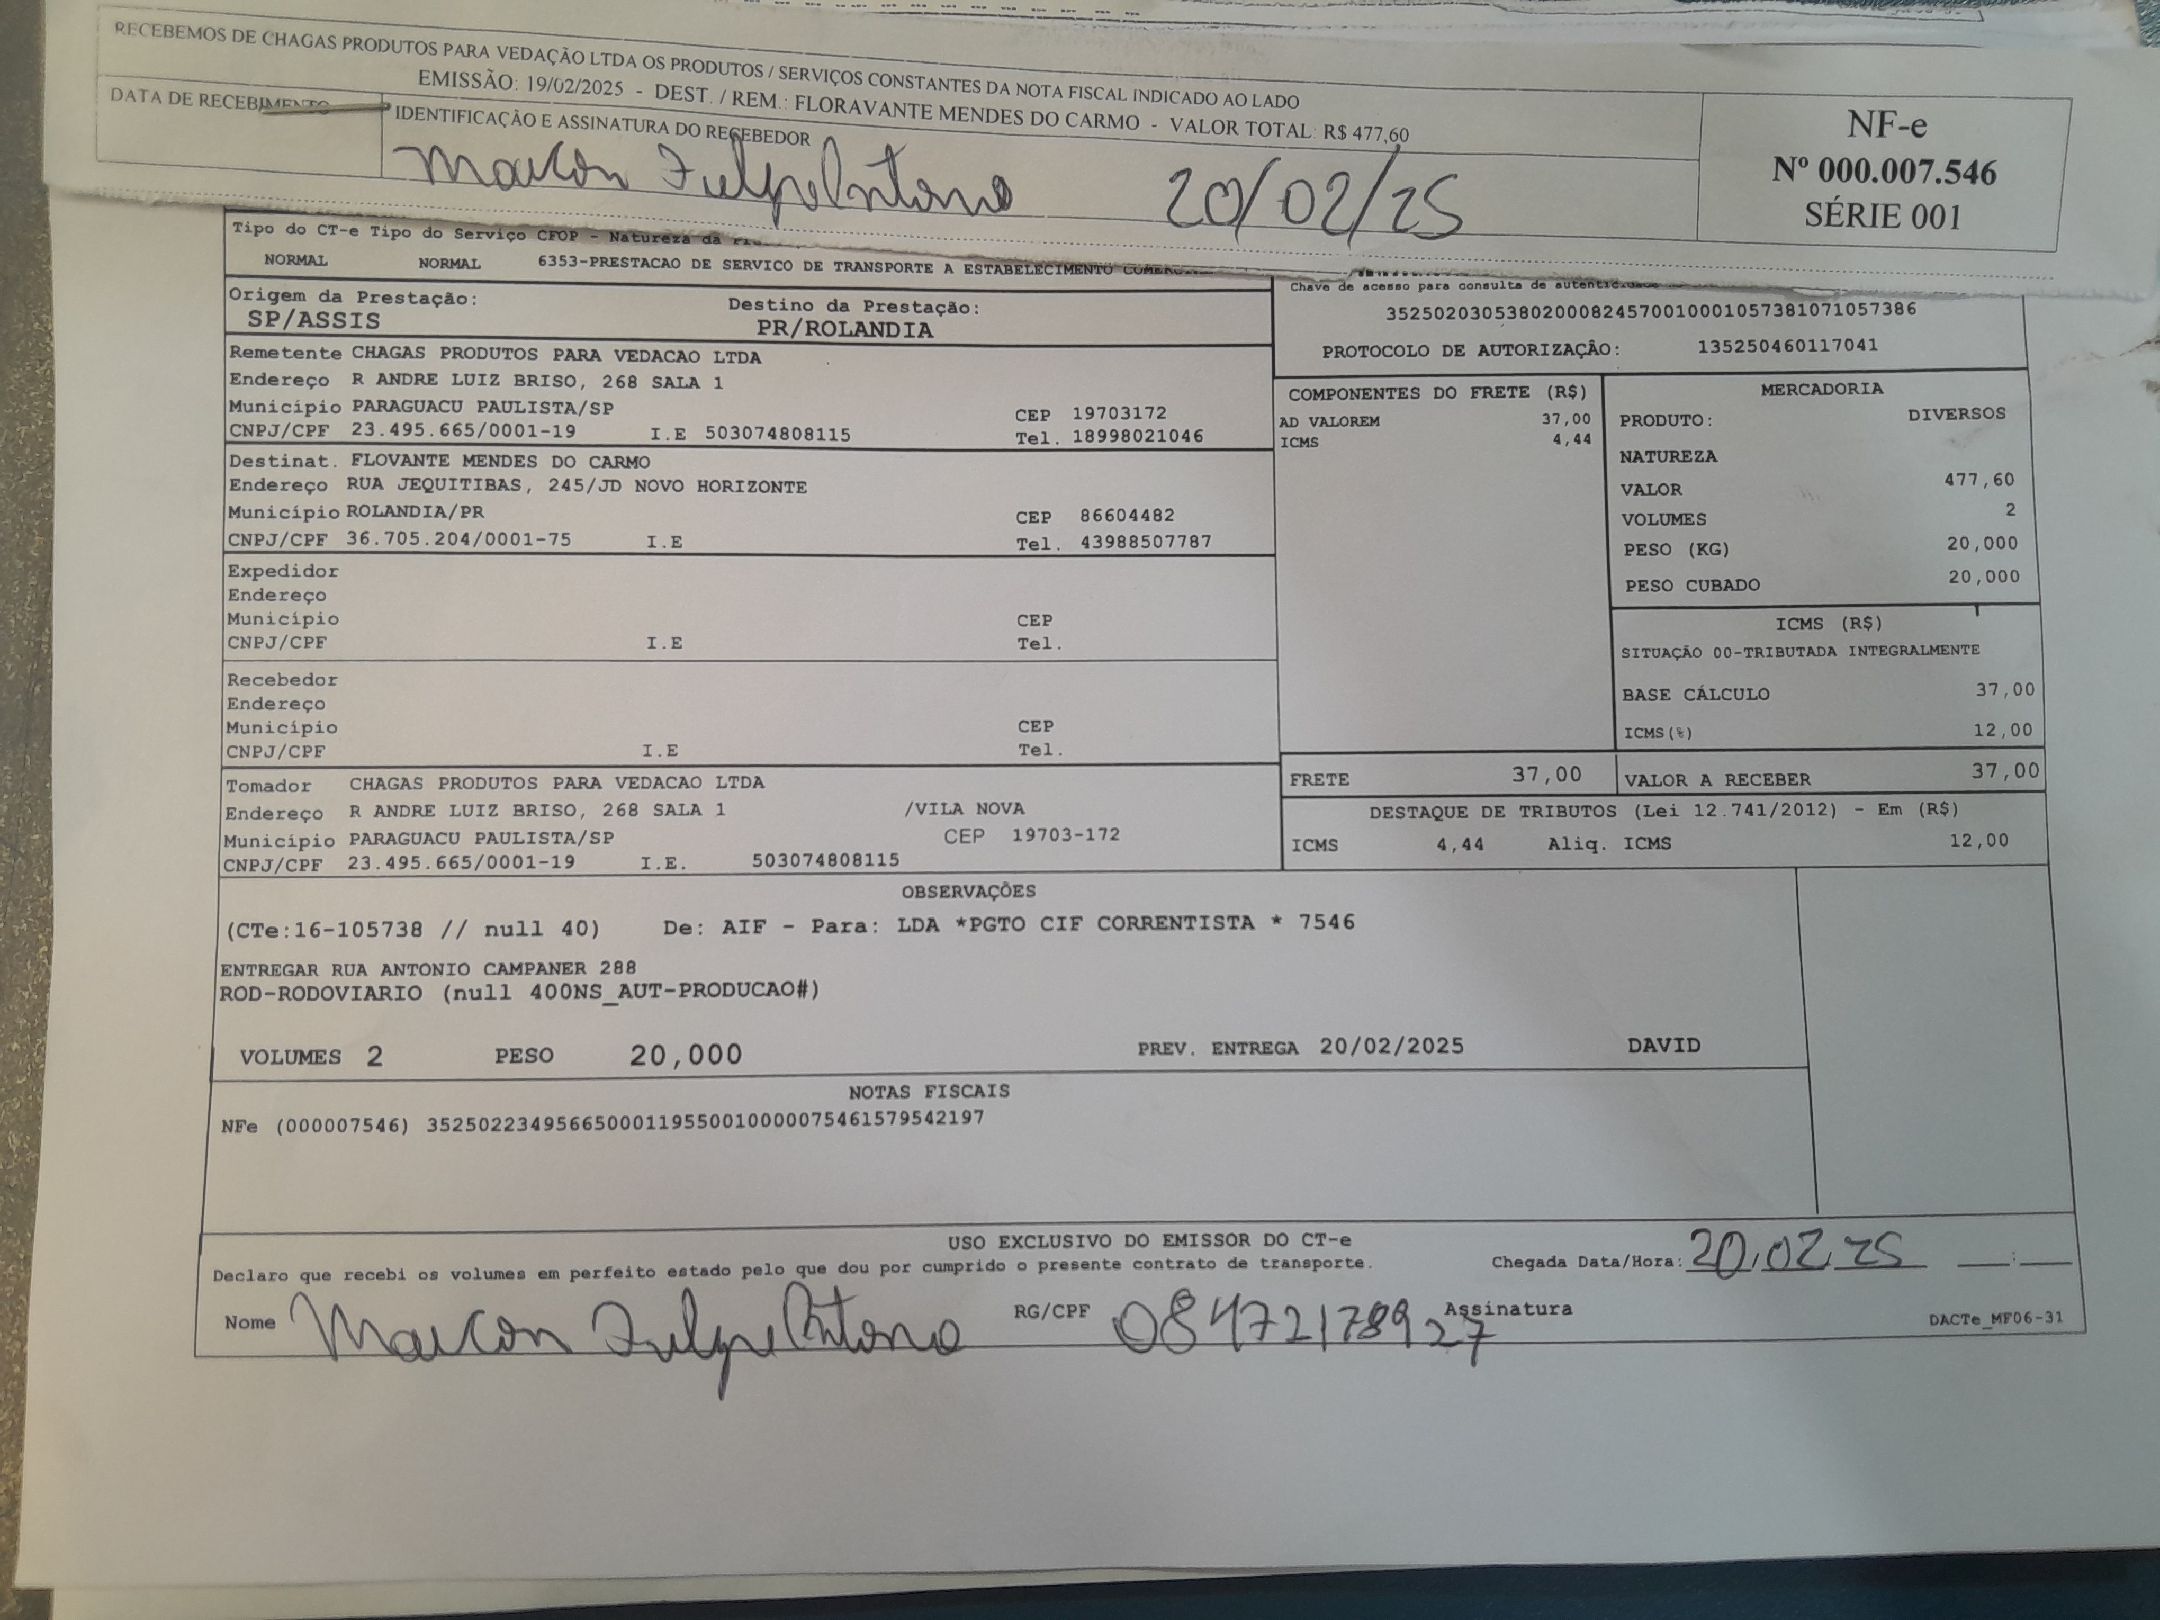 RECEBEMOS DE CHAGAS PRODUTOS PARA VEDAÇÃO LTDA OS PRODUTOS / SERVIÇOS CONSTANTES DA NOTA FISCAL INDICADO AO LADO
EMISSÃO: 19/02/2025 - DEST. / REM.: FLORAVANTE MENDES DO CARMO - VALOR TOTAL: R$ 477,60
DATA DE RECEBIMENTO IDENTIFICAÇÃO E ASSINATURA DO RECEBEDOR
20/02/25
NF-e
Nº 000.007.546
SÉRIE 001
Tipo do CT-e Tipo do Serviço CFOP - Natureza da
NORMAL NORMAL 6353-PRESTACAO DE SERVICO DE TRANSPORTE A ESTABELECIMENTO
Origem da Prestação: Destino da Prestação:
SP/ASSIS PR/ROLANDIA
Chave de acesso para consulta de
35250203053802000824570010001057381071057386
PROTOCOLO DE AUTORIZAÇÃO: 135250460117041
Remetente CHAGAS PRODUTOS PARA VEDACAO LTDA
Endereço R ANDRE LUIZ BRISO, 268 SALA 1
Município PARAGUACU PAULISTA/SP CEP 19703172
CNPJ/CPF 23.495.665/0001-19 I.E 503074808115 Tel. 18998021046
Destinat. FLOVANTE MENDES DO CARMO
Endereço RUA JEQUITIBAS, 245/JD NOVO HORIZONTE
Município ROLANDIA/PR CEP 86604482
CNPJ/CPF 36.705.204/0001-75 I.E Tel. 43988507787
Expedidor
Endereço
Município CEP
CNPJ/CPF I.E Tel.
Recebedor
Endereço
Município CEP
CNPJ/CPF I.E Tel.
Tomador CHAGAS PRODUTOS PARA VEDACAO LTDA
Endereço R ANDRE LUIZ BRISO, 268 SALA 1 /VILA NOVA
Município PARAGUACU PAULISTA/SP CEP 19703-172
CNPJ/CPF 23.495.665/0001-19 I.E. 503074808115
COMPONENTES DO FRETE (R$)
AD VALOREM 37,00
ICMS 4,44
MERCADORIA
PRODUTO: DIVERSOS
NATUREZA
VALOR 477,60
VOLUMES 2
PESO (KG) 20,000
PESO CUBADO 20,000
ICMS (R$)
SITUAÇÃO 00-TRIBUTADA INTEGRALMENTE
BASE CÁLCULO 37,00
ICMS(%) 12,00
FRETE 37,00 VALOR A RECEBER 37,00
DESTAQUE DE TRIBUTOS (Lei 12.741/2012) - Em (R$)
ICMS 4,44 Aliq. ICMS 12,00
OBSERVAÇÕES
(CTe:16-105738 // null 40) De: AIF - Para: LDA *PGTO CIF CORRENTISTA * 7546
ENTREGAR RUA ANTONIO CAMPANER 288
ROD-RODOVIARIO (null 400NS_AUT-PRODUCAO#)
VOLUMES 2 PESO 20,000 PREV. ENTREGA 20/02/2025 DAVID
NOTAS FISCAIS
NFe (000007546) 35250223495665000119550010000075461579542197
USO EXCLUSIVO DO EMISSOR DO CT-e
Declaro que recebi os volumes em perfeito estado pelo que dou por cumprido o presente contrato de transporte. Chegada Data/Hora: 20.02.25 __:__
Nome RG/CPF 08472178927 Assinatura DACTe_MF06-31